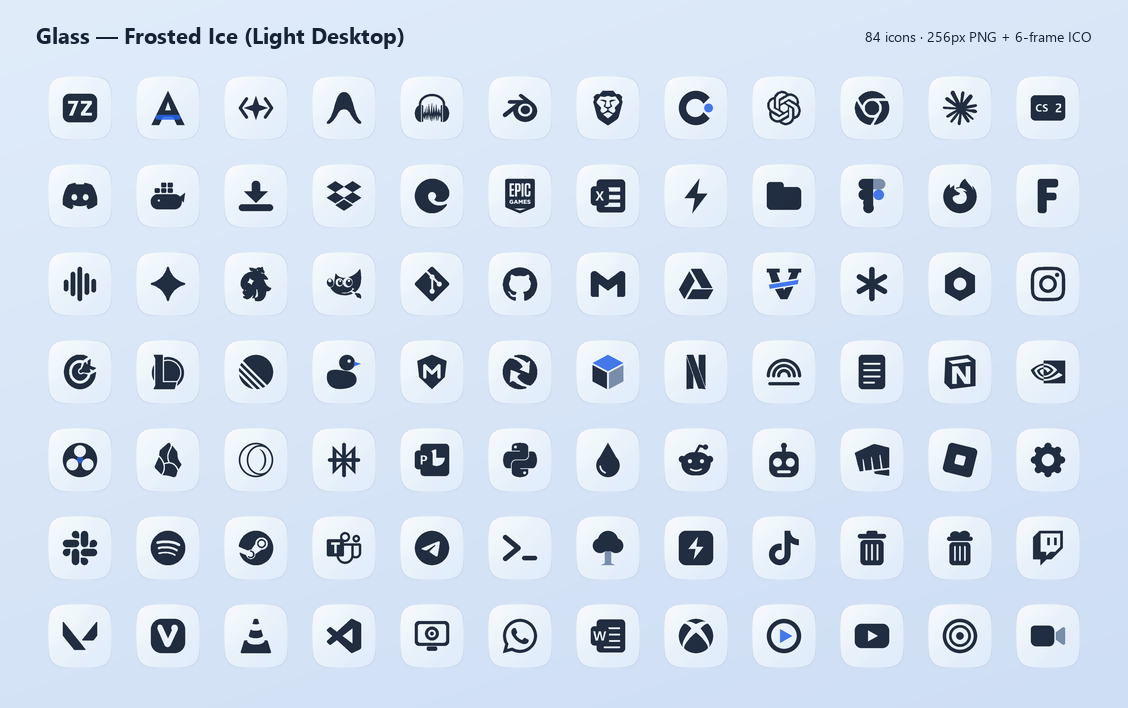 Glass — Frosted Ice (Light Desktop)
84 icons · 256px PNG + 6-frame ICO
7Z
CS 2
EPIC
GAMES
X
N
P
T
W